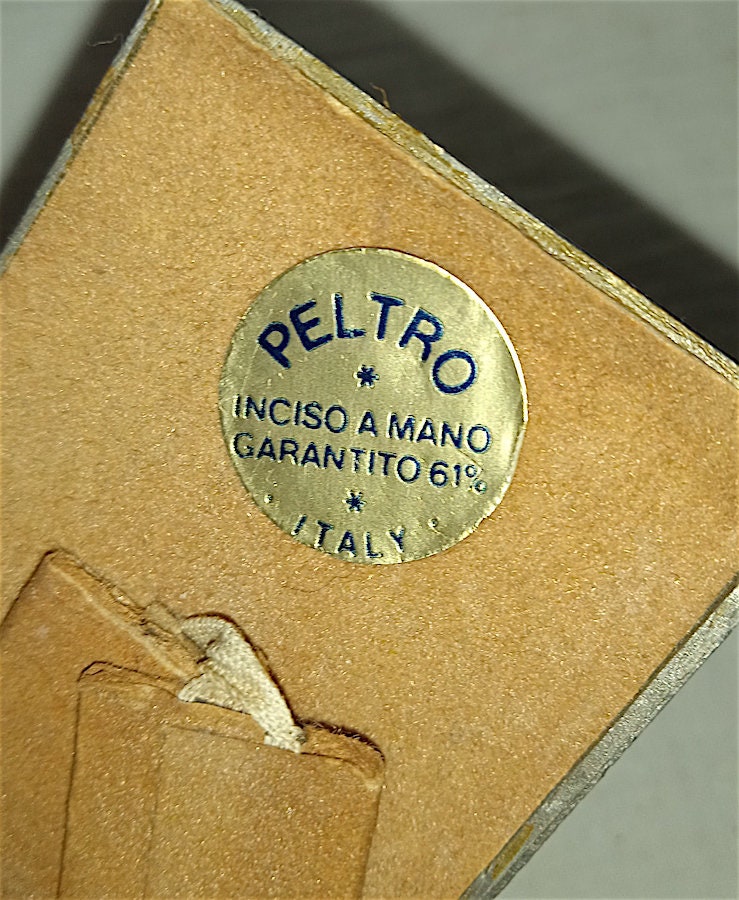 PELTRO
*
INCISO A MANO
GARANTITO 61%
*
ITALY